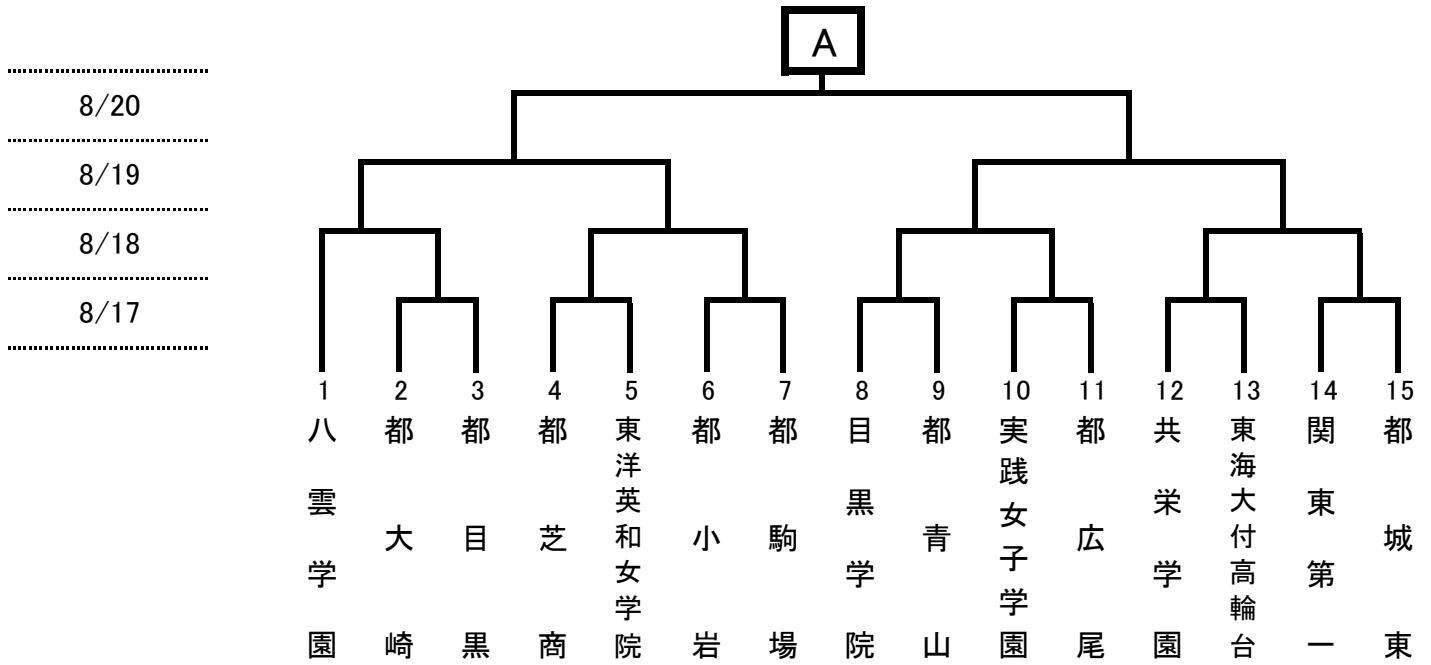 A
8/20
8/19
8/18
8/17
1 2 3 4 5 6 7 8 9 10 11 12 13 14 15
八雲学園
都大崎
都目黒
都芝商
東洋英和女学院
都小岩
都駒場
目黒学院
都青山
実践女子学園
都広尾
共栄学園
東海大付高輪台
関東第一
都城東